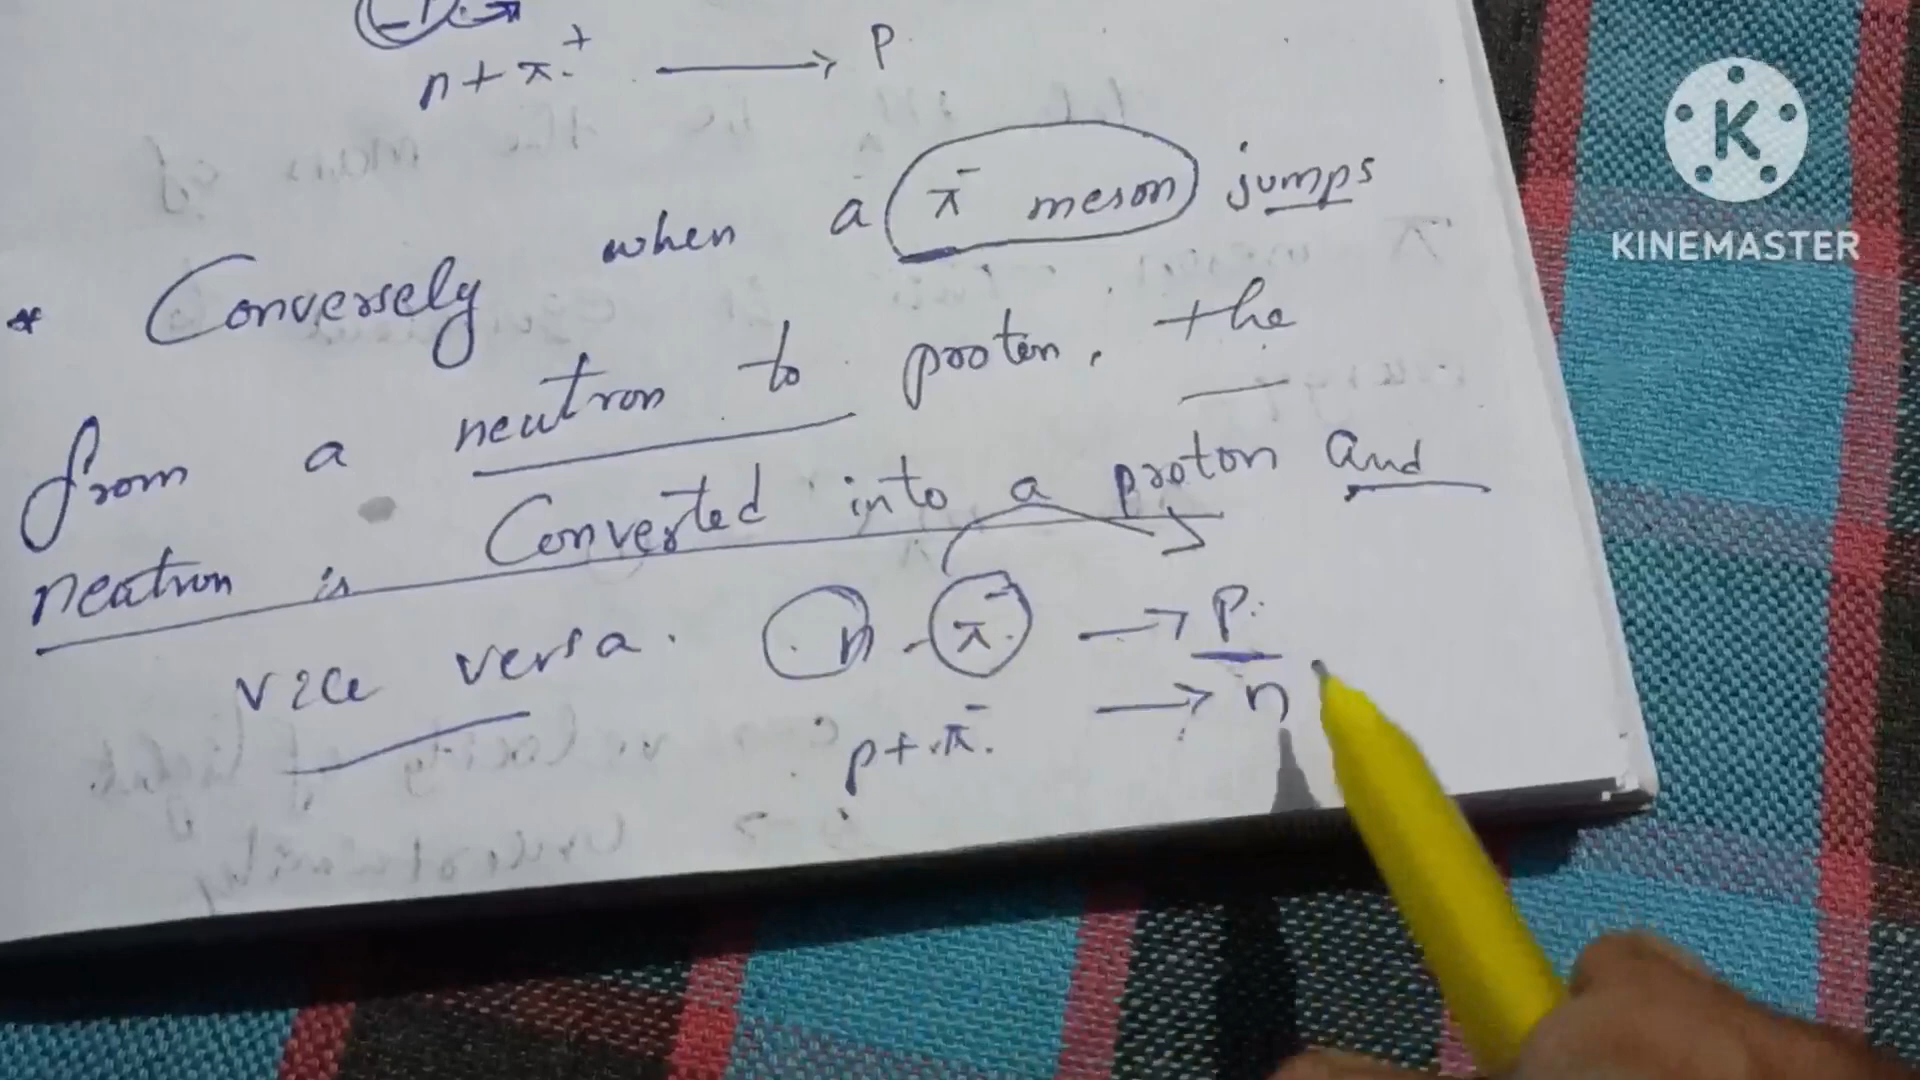 n + π⁺ ⟶ p
* Conversely when a π⁻ meson jumps
from a neutron to proton, the
neutron is converted into a proton and
vice versa. n - π⁻ → p
p + π⁻ → n
K
KINEMASTER